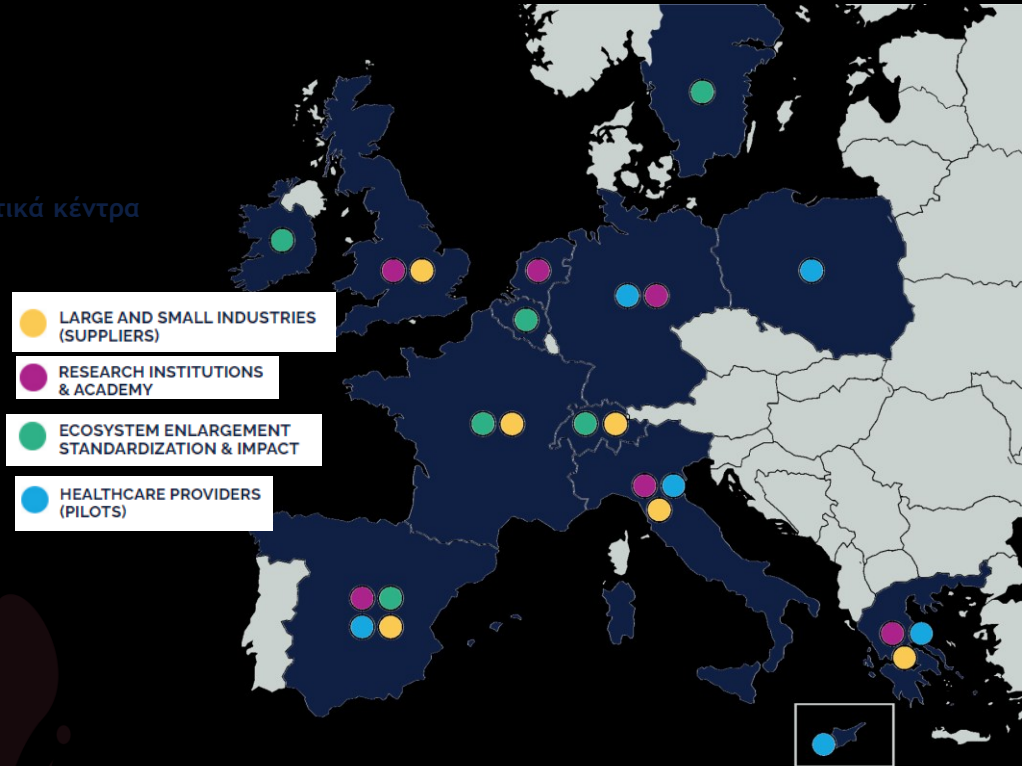 τικά κέντρα
LARGE AND SMALL INDUSTRIES
(SUPPLIERS)
RESEARCH INSTITUTIONS
& ACADEMY
ECOSYSTEM ENLARGEMENT
STANDARDIZATION & IMPACT
HEALTHCARE PROVIDERS
(PILOTS)